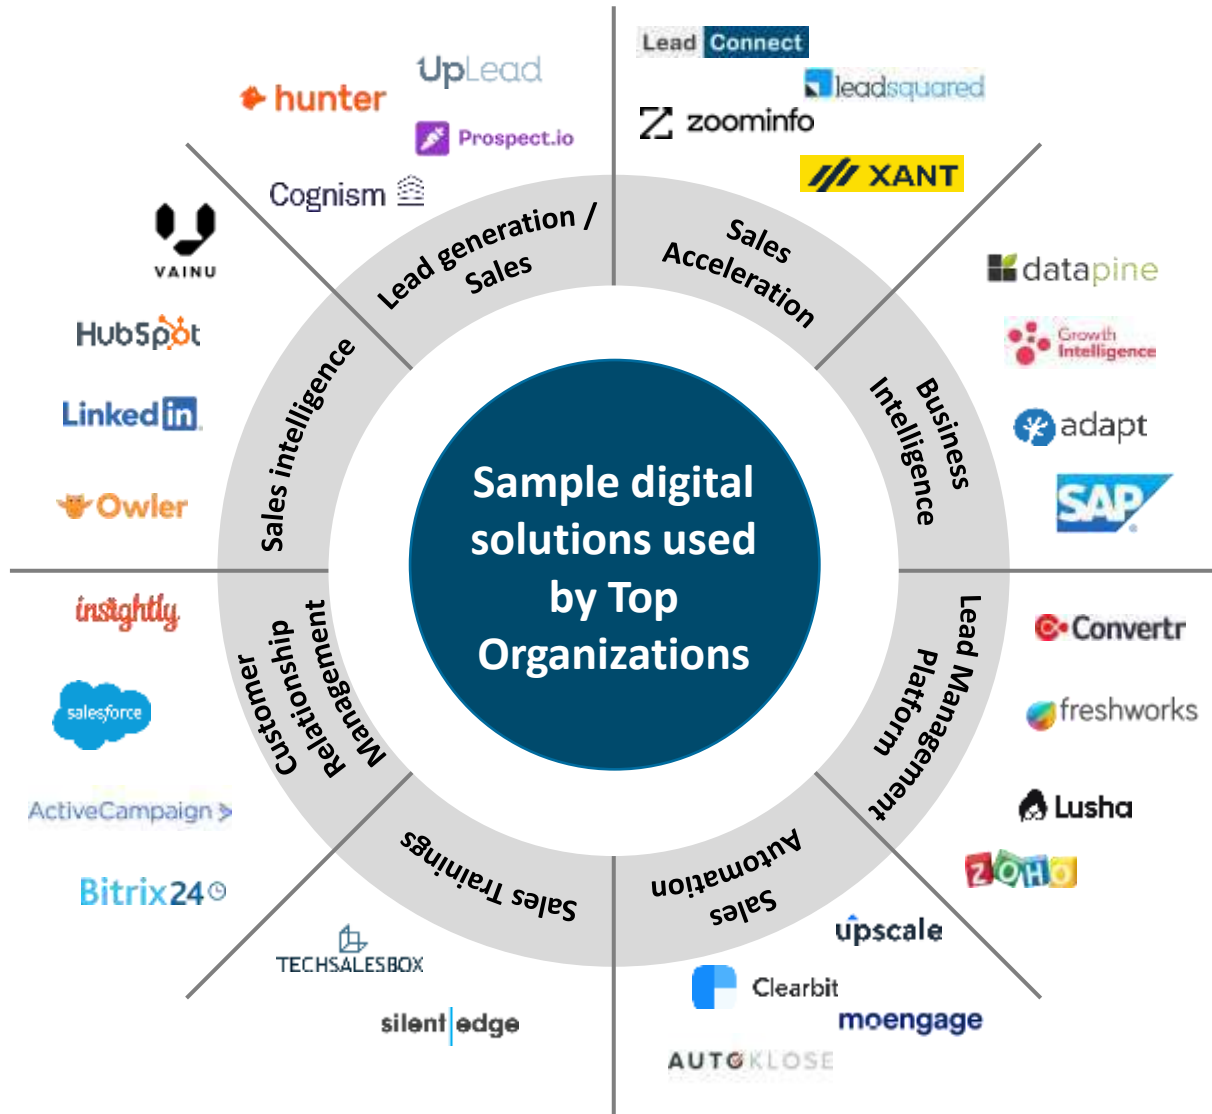 Lead Connect
leadsquared
zoominfo
XANT
UpLead
hunter
Prospect.io
Cognism
VAINU
HubSpot
Linked in
Owler
datapine
Growth
Intelligence
adapt
SAP
Lead generation /
Sales
Sales
Acceleration
Sales intelligence
Business
Intelligence
Sample digital
solutions used
by Top
Organizations
insightly
salesforce
ActiveCampaign >
Bitrix24
Customer
Relationship
Management
Lead Management
Platform
Convertr
freshworks
Lusha
ZOHO
Sales Trainings
Sales
Automation
TECHSALESBOX
silent edge
upscale
Clearbit
moengage
AUTOKLOSE